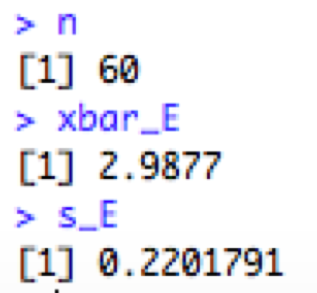 > n
[1] 60
> xbar_E
[1] 2.9877
> s_E
[1] 0.2201791